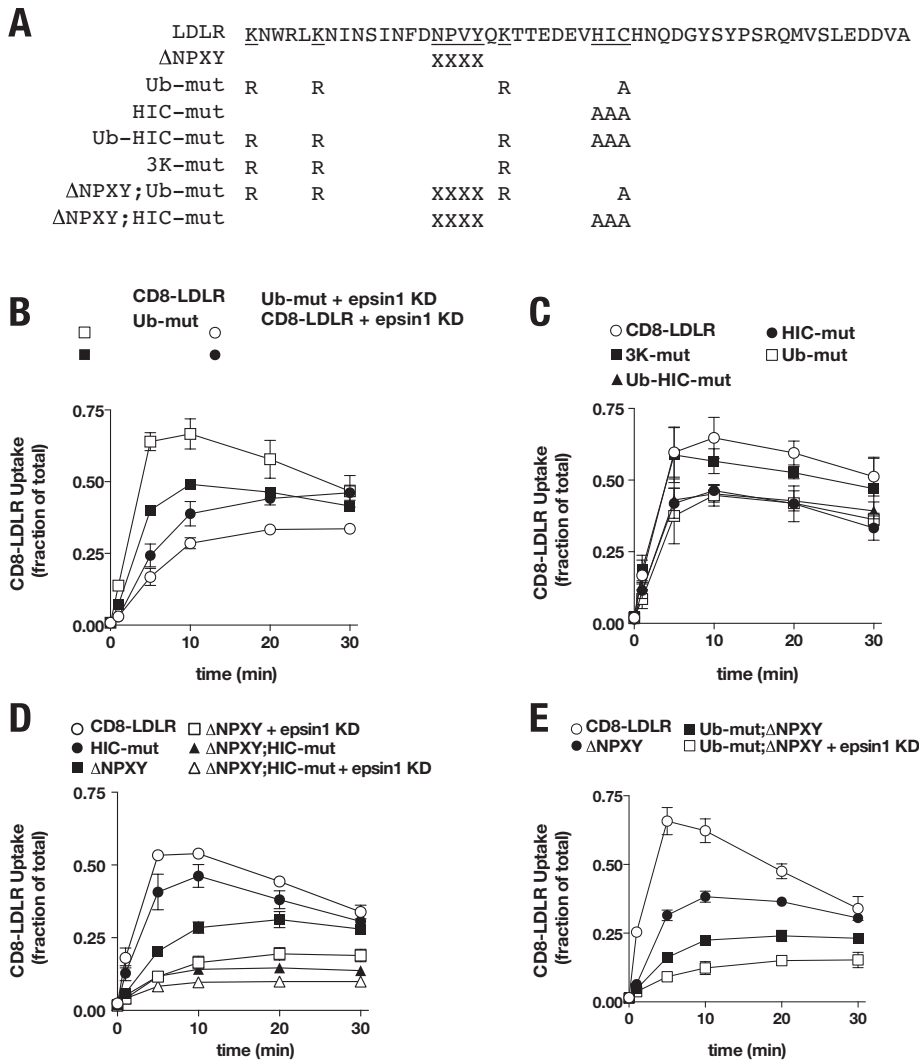 A
LDLR KNWRLKNINSINFDNPVYQKTTEDEVHICHNQDGYSYPSRQMVSLEDDVA
ΔNPXY XXXX
Ub-mut R R R A
HIC-mut AAA
Ub-HIC-mut R R R AAA
3K-mut R R R
ΔNPXY;Ub-mut R R XXXX R A
ΔNPXY;HIC-mut XXXX AAA
B
CD8-LDLR Ub-mut + epsin1 KD
Ub-mut CD8-LDLR + epsin1 KD
0.75
0.50
0.25
0.00
CD8-LDLR Uptake
(fraction of total)
0 10 20 30
time (min)
C
CD8-LDLR HIC-mut
3K-mut Ub-mut
Ub-HIC-mut
0.75
0.50
0.25
0.00
CD8-LDLR Uptake
(fraction of total)
0 10 20 30
time (min)
D
CD8-LDLR ΔNPXY + epsin1 KD
HIC-mut ΔNPXY;HIC-mut
ΔNPXY ΔNPXY;HIC-mut + epsin1 KD
0.75
0.50
0.25
0.00
CD8-LDLR Uptake
(fraction of total)
0 10 20 30
time (min)
E
CD8-LDLR Ub-mut;ΔNPXY
ΔNPXY Ub-mut;ΔNPXY + epsin1 KD
0.75
0.50
0.25
0.00
CD8-LDLR Uptake
(fraction of total)
0 10 20 30
time (min)